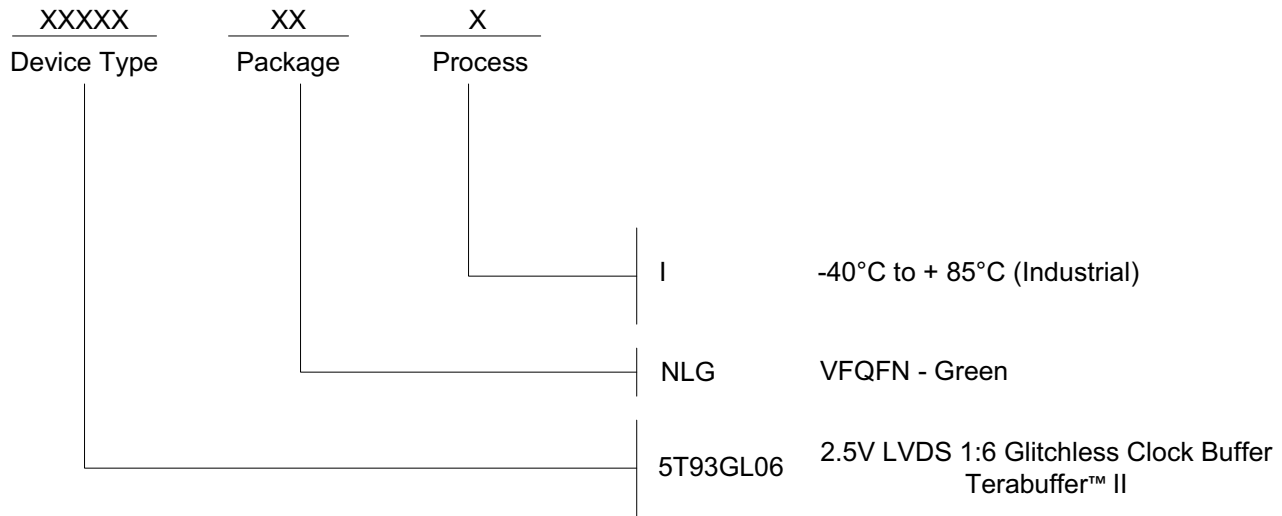 XXXXX XX X
Device Type Package Process
I -40°C to + 85°C (Industrial)
NLG VFQFN - Green
5T93GL06 2.5V LVDS 1:6 Glitchless Clock Buffer
Terabuffer™ II